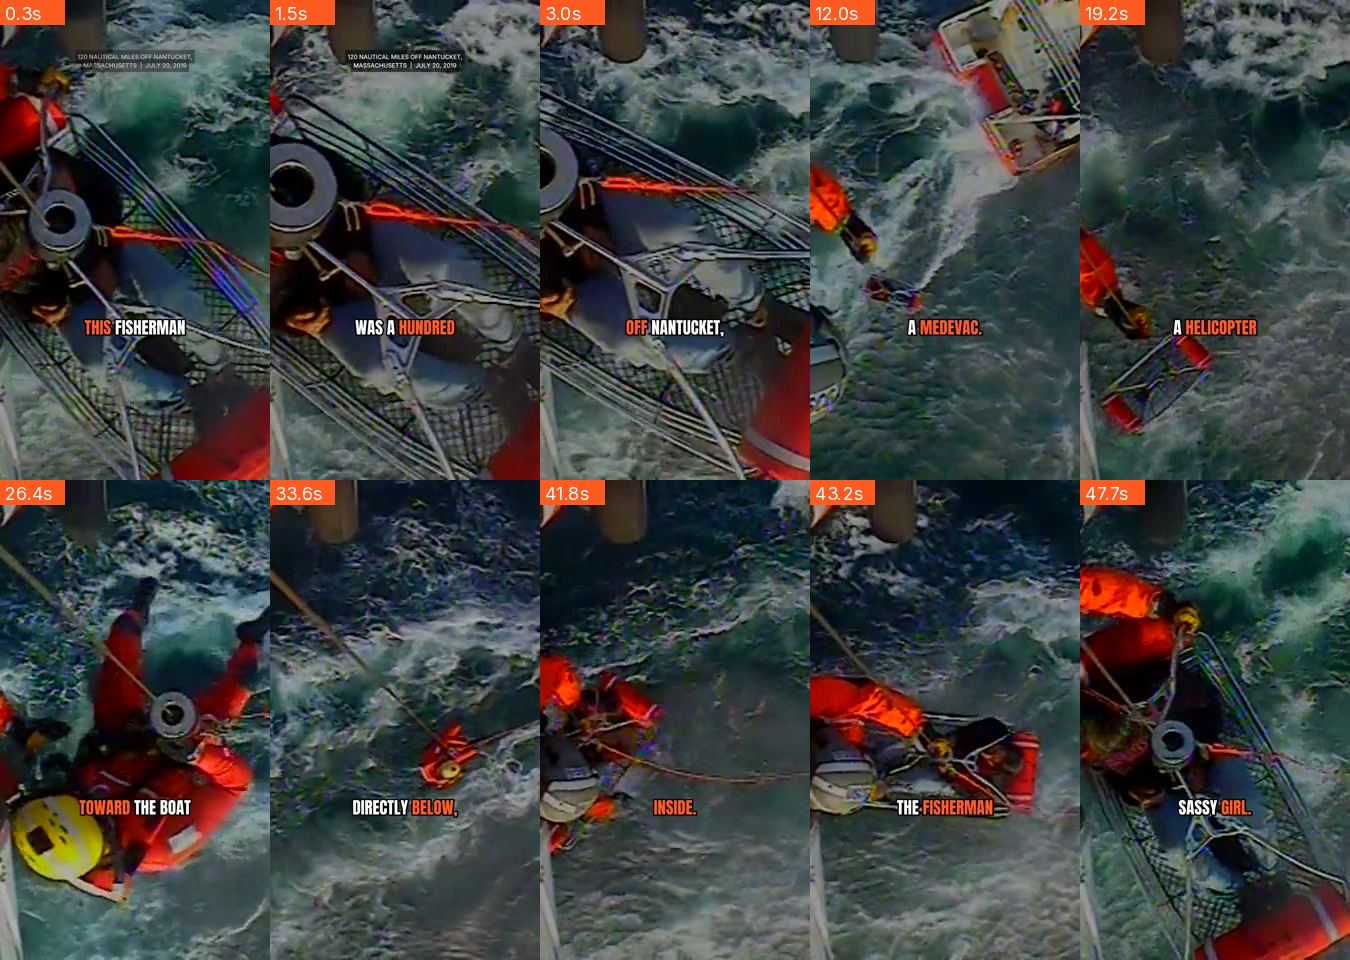 0.3s
120 NAUTICAL MILES OFF NANTUCKET,
MASSACHUSETTS | JULY 20, 2019
THIS FISHERMAN
1.5s
120 NAUTICAL MILES OFF NANTUCKET,
MASSACHUSETTS | JULY 20, 2019
WAS A HUNDRED
3.0s
OFF NANTUCKET,
12.0s
A MEDEVAC.
19.2s
A HELICOPTER
26.4s
TOWARD THE BOAT
33.6s
DIRECTLY BELOW,
41.8s
INSIDE.
43.2s
THE FISHERMAN
47.7s
SASSY GIRL.